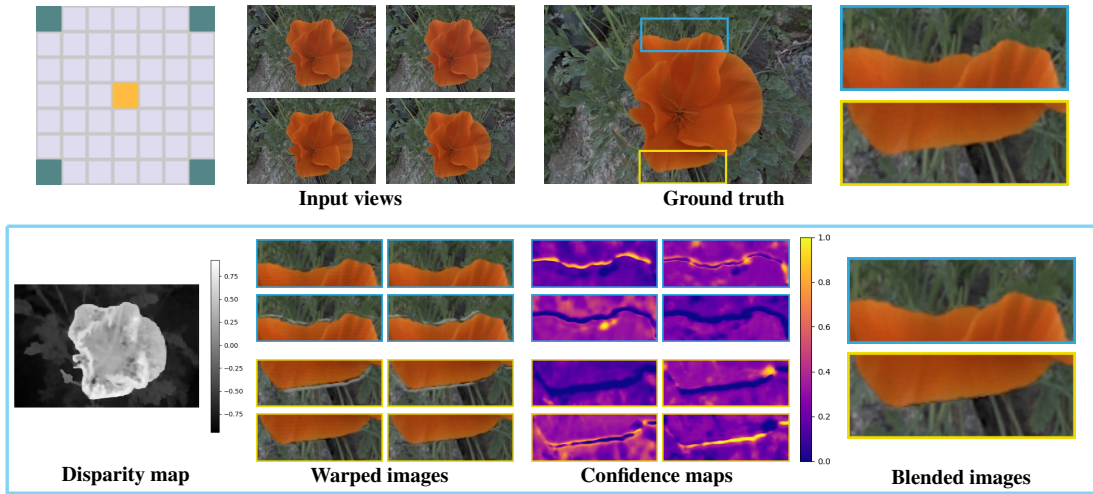 Input views
Ground truth
0.75
0.50
0.25
0.00
−0.25
−0.50
−0.75
1.0
0.8
0.6
0.4
0.2
0.0
Disparity map
Warped images
Confidence maps
Blended images